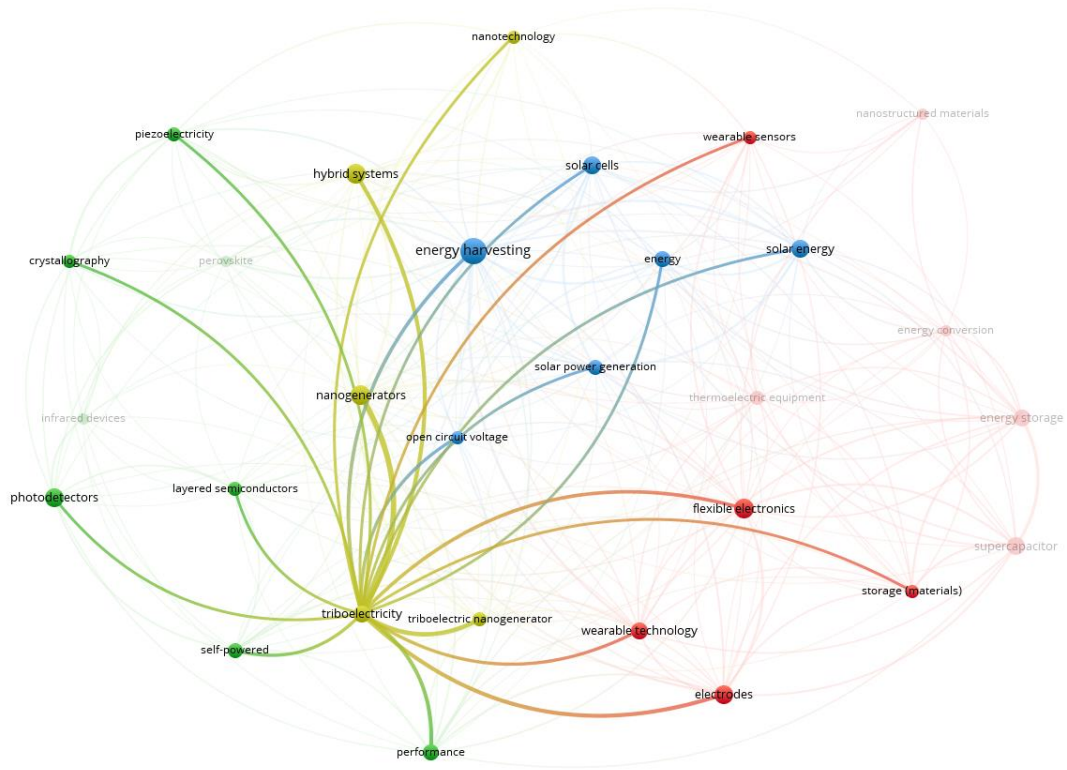 nanotechnology
nanostructured materials
piezoelectricity
wearable sensors
solar cells
hybrid systems
energy harvesting
solar energy
energy
crystallography
perovskite
energy conversion
solar power generation
nanogenerators
thermoelectric equipment
infrared devices
energy storage
open circuit voltage
layered semiconductors
photodetectors
flexible electronics
supercapacitor
storage (materials)
triboelectricity
triboelectric nanogenerator
wearable technology
self-powered
electrodes
performance